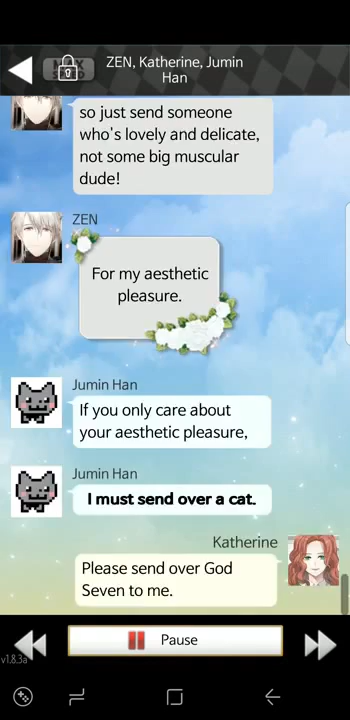 ZEN, Katherine, Jumin
Han
so just send someone
who's lovely and delicate,
not some big muscular
dude!
ZEN
For my aesthetic
pleasure.
Jumin Han
If you only care about
your aesthetic pleasure,
Jumin Han
I must send over a cat.
Katherine
Please send over God
Seven to me.
Pause
v1.8.3a